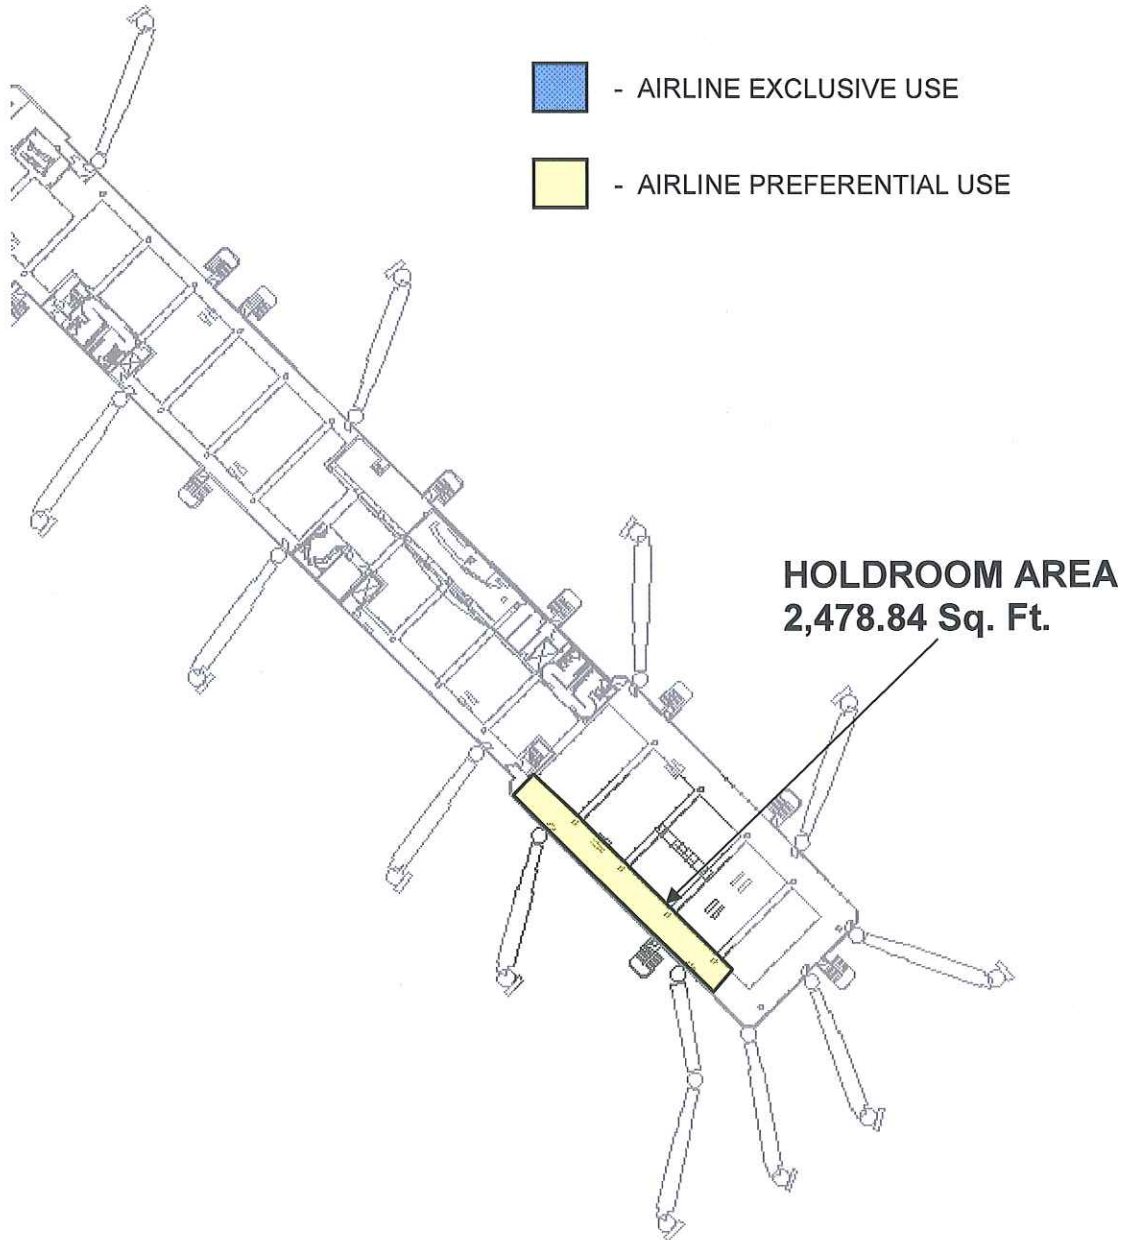 - AIRLINE EXCLUSIVE USE
- AIRLINE PREFERENTIAL USE
HOLDROOM AREA
2,478.84 Sq. Ft.